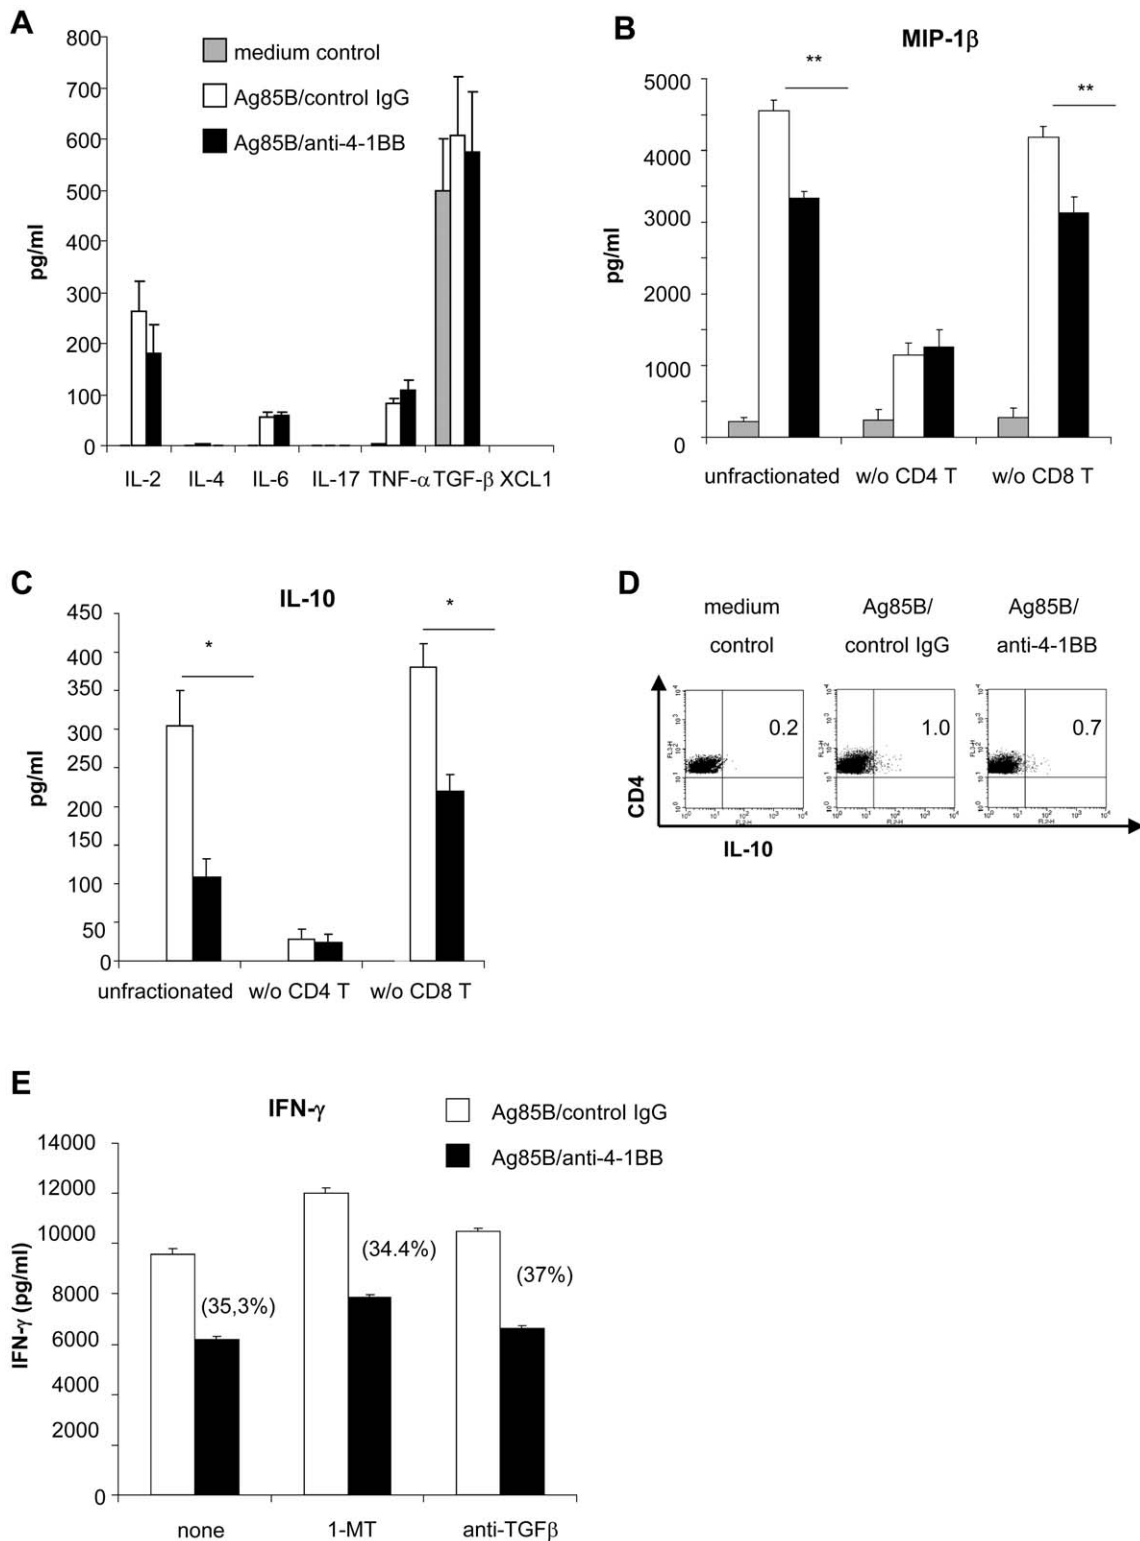 A
800
700
600
500
400
300
200
100
0
pg/ml
medium control
Ag85B/control IgG
Ag85B/anti-4-1BB
IL-2 IL-4 IL-6 IL-17 TNF-α TGF-β XCL1
B
MIP-1β
5000
4000
3000
2000
1000
0
pg/ml
**
**
unfractionated w/o CD4 T w/o CD8 T
C
IL-10
450
400
350
300
250
200
150
100
50
0
pg/ml
*
*
unfractionated w/o CD4 T w/o CD8 T
D
medium Ag85B/ Ag85B/
control control IgG anti-4-1BB
0.2 1.0 0.7
CD4
IL-10
E
IFN-γ
Ag85B/control IgG
Ag85B/anti-4-1BB
14000
12000
10000
8000
6000
4000
2000
0
IFN-γ (pg/ml)
(35,3%)
(34.4%)
(37%)
none 1-MT anti-TGFβ